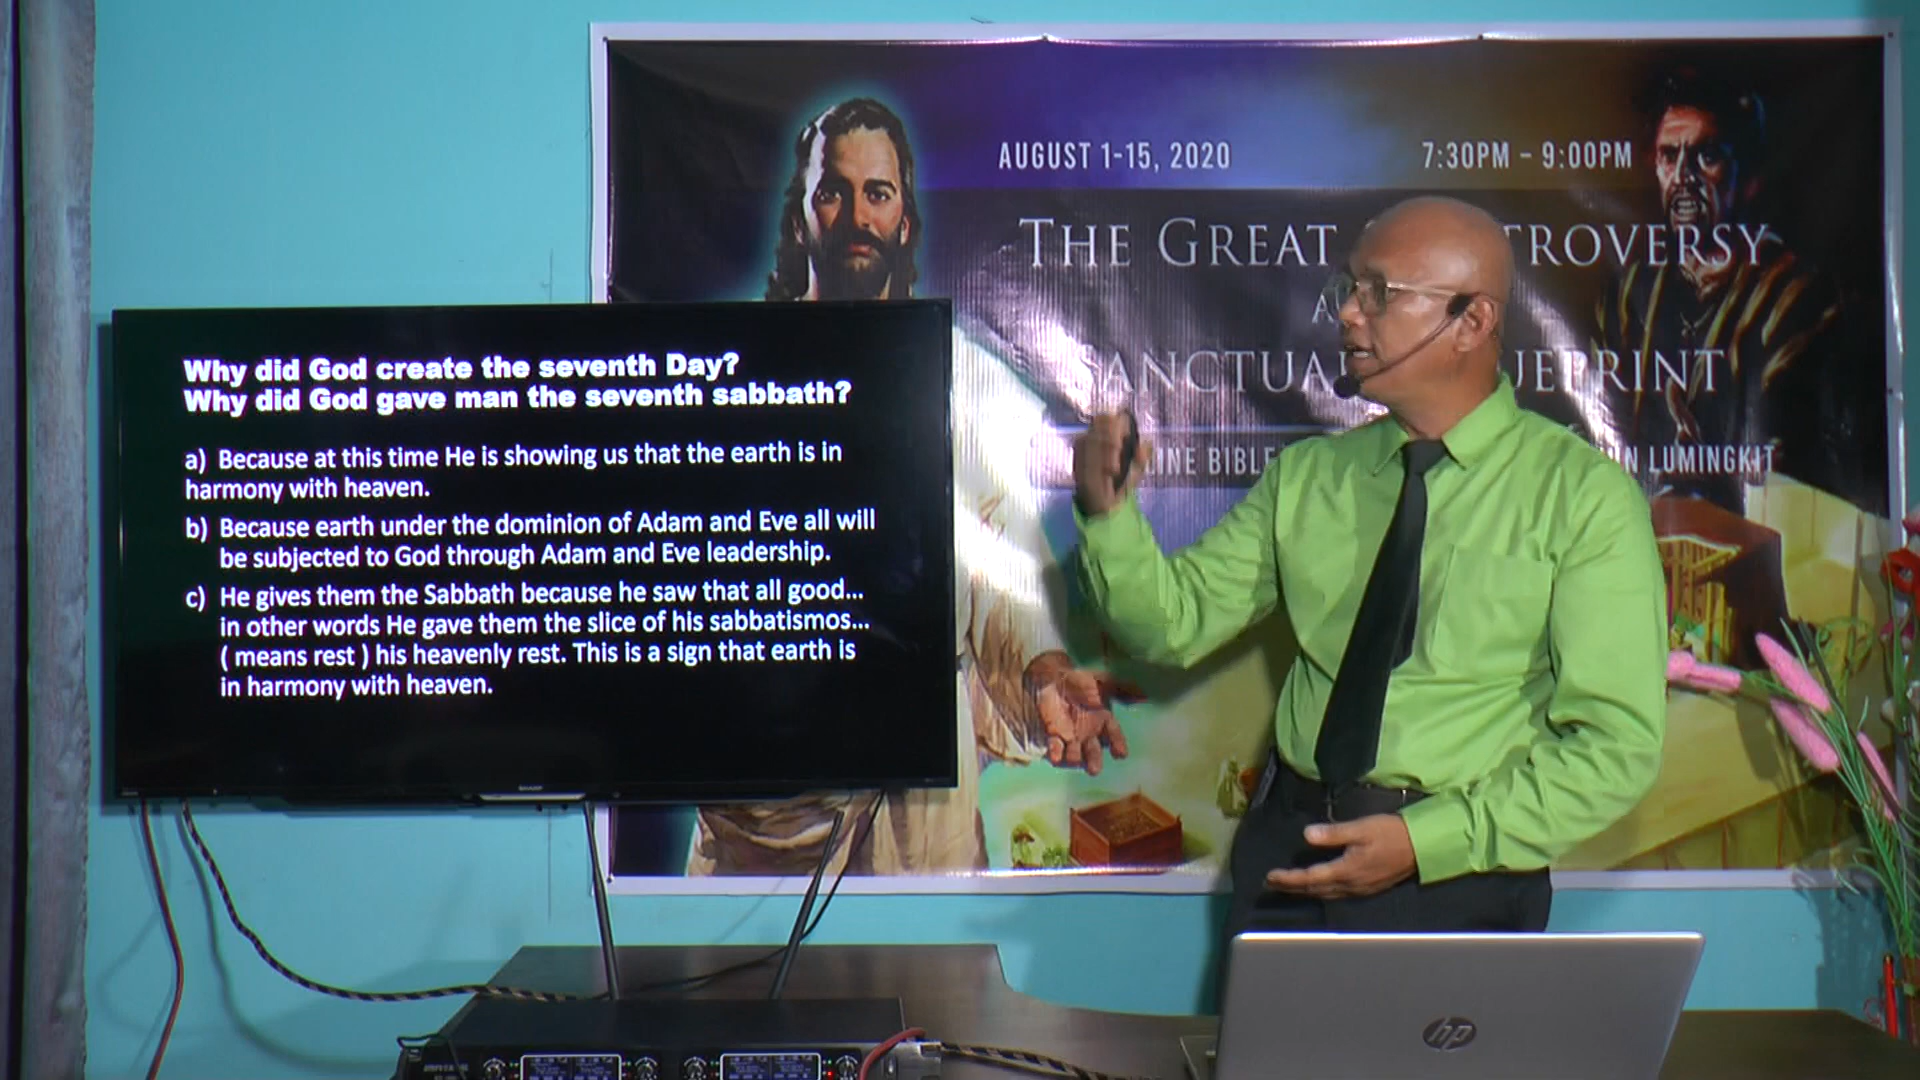 AUGUST 1-15, 2020
7:30PM - 9:00PM
THE GREAT TROVERSY
SANCTUA UEPRINT
LINE BIBLE N LUMINGKIT
Why did God create the seventh Day?
Why did God gave man the seventh sabbath?
a) Because at this time He is showing us that the earth is in
harmony with heaven.
b) Because earth under the dominion of Adam and Eve all will
be subjected to God through Adam and Eve leadership.
c) He gives them the Sabbath because he saw that all good...
in other words He gave them the slice of his sabbatismos...
( means rest ) his heavenly rest. This is a sign that earth is
in harmony with heaven.
SHARP
hp